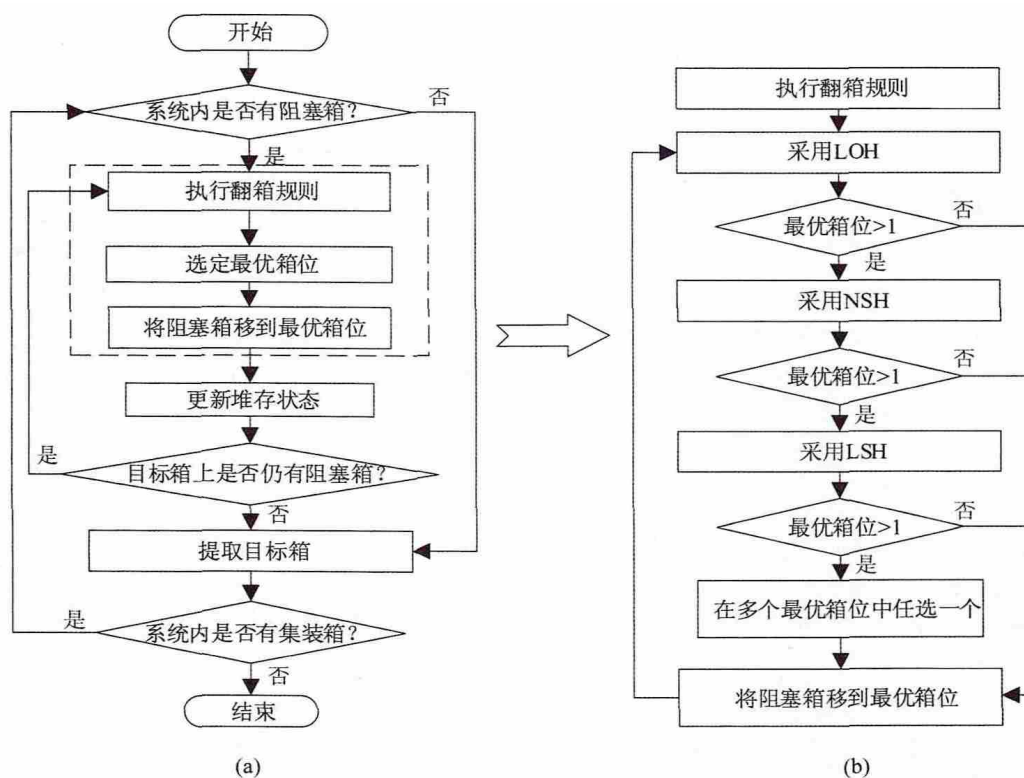 开始
系统内是否有阻塞箱?
否
是
执行翻箱规则
选定最优箱位
将阻塞箱移到最优箱位
更新堆存状态
是
目标箱上是否仍有阻塞箱?
否
提取目标箱
是
系统内是否有集装箱?
否
结束
(a)
执行翻箱规则
采用LOH
最优箱位>1
否
是
采用NSH
最优箱位>1
否
是
采用LSH
最优箱位>1
否
是
在多个最优箱位中任选一个
将阻塞箱移到最优箱位
(b)